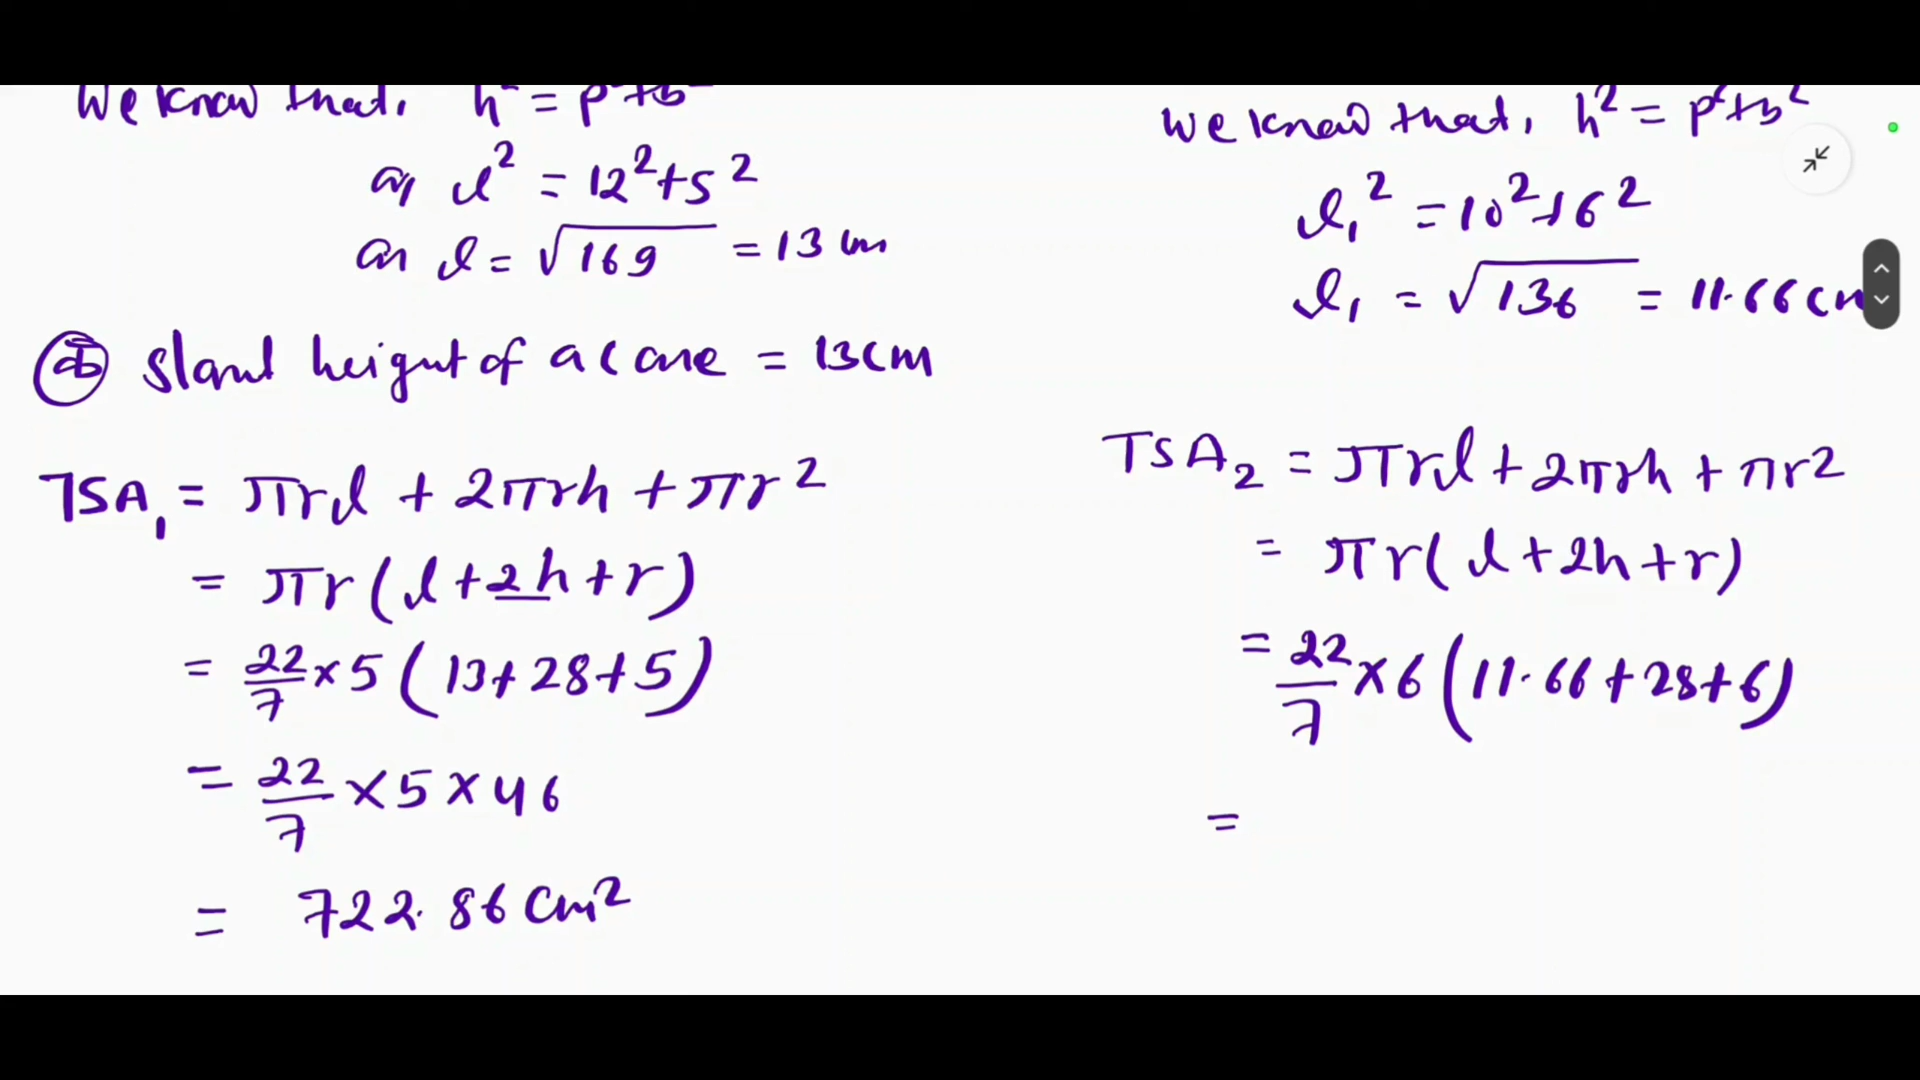 We know that, h² = p²+b²
or l² = 12²+5²
or l = √169 = 13 cm
b slant height of a cone = 13cm
TSA₁ = πrl + 2πrh + πr²
= πr(l+2h+r)
= 22/7 × 5 (13+28+5)
= 22/7 × 5 × 46
= 722.86 cm²
We know that, h² = p²+b²
l₁² = 10²+6²
l₁ = √136 = 11.66 cm
TSA₂ = πrl + 2πrh + πr²
= πr(l+2h+r)
= 22/7 × 6 (11.66+28+6)
=